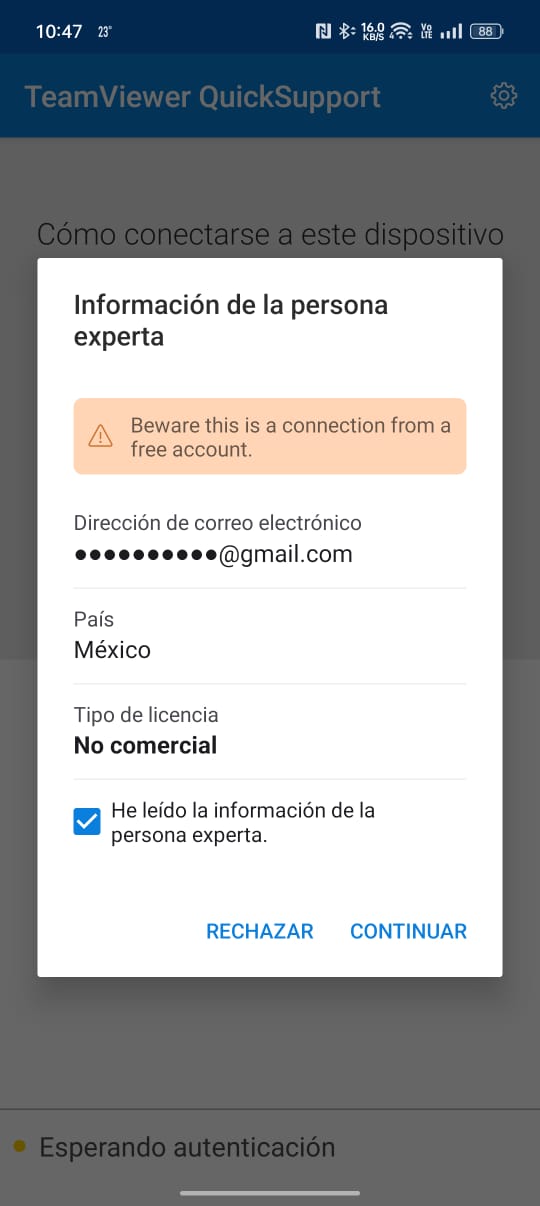 10:47 23° 16.0 KB/S Vo LTE 88
TeamViewer QuickSupport
Cómo conectarse a este dispositivo
Información de la persona
experta
Beware this is a connection from a
free account.
Dirección de correo electrónico
●●●●●●●●●●@gmail.com
País
México
Tipo de licencia
No comercial
He leído la información de la
persona experta.
RECHAZAR CONTINUAR
Esperando autenticación